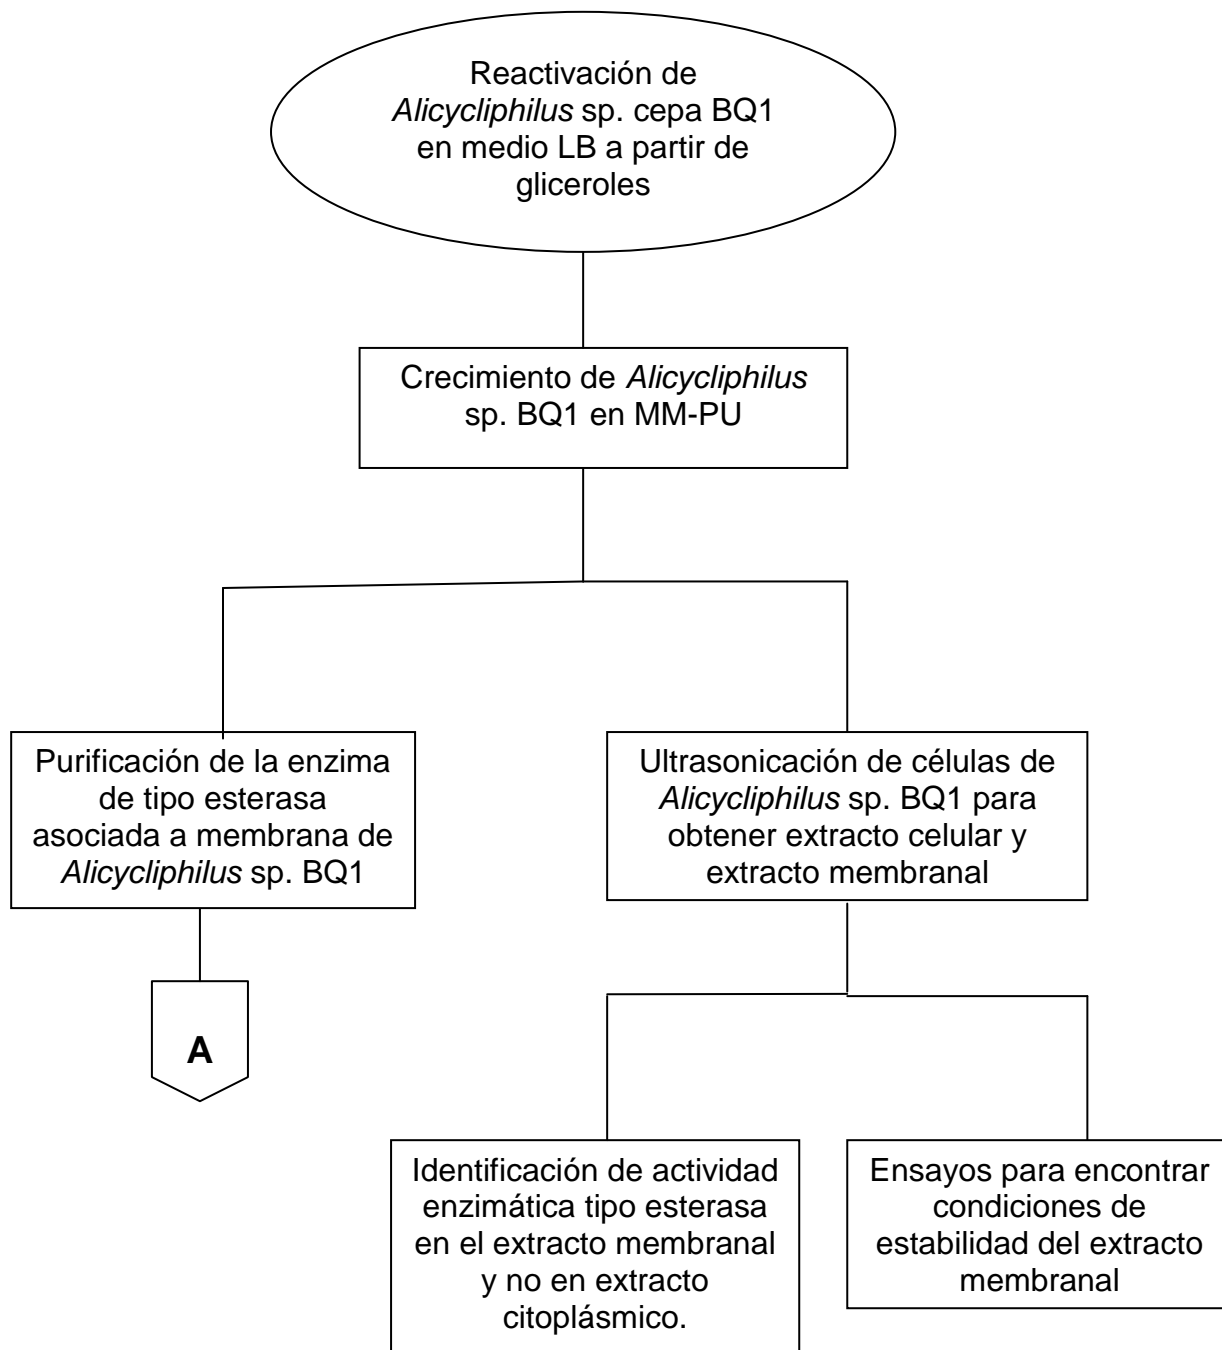 Reactivación de
Alicycliphilus sp. cepa BQ1
en medio LB a partir de
gliceroles
Crecimiento de Alicycliphilus
sp. BQ1 en MM-PU
Purificación de la enzima
de tipo esterasa
asociada a membrana de
Alicycliphilus sp. BQ1
Ultrasonicación de células de
Alicycliphilus sp. BQ1 para
obtener extracto celular y
extracto membranal
A
Identificación de actividad
enzimática tipo esterasa
en el extracto membranal
y no en extracto
citoplásmico.
Ensayos para encontrar
condiciones de
estabilidad del extracto
membranal